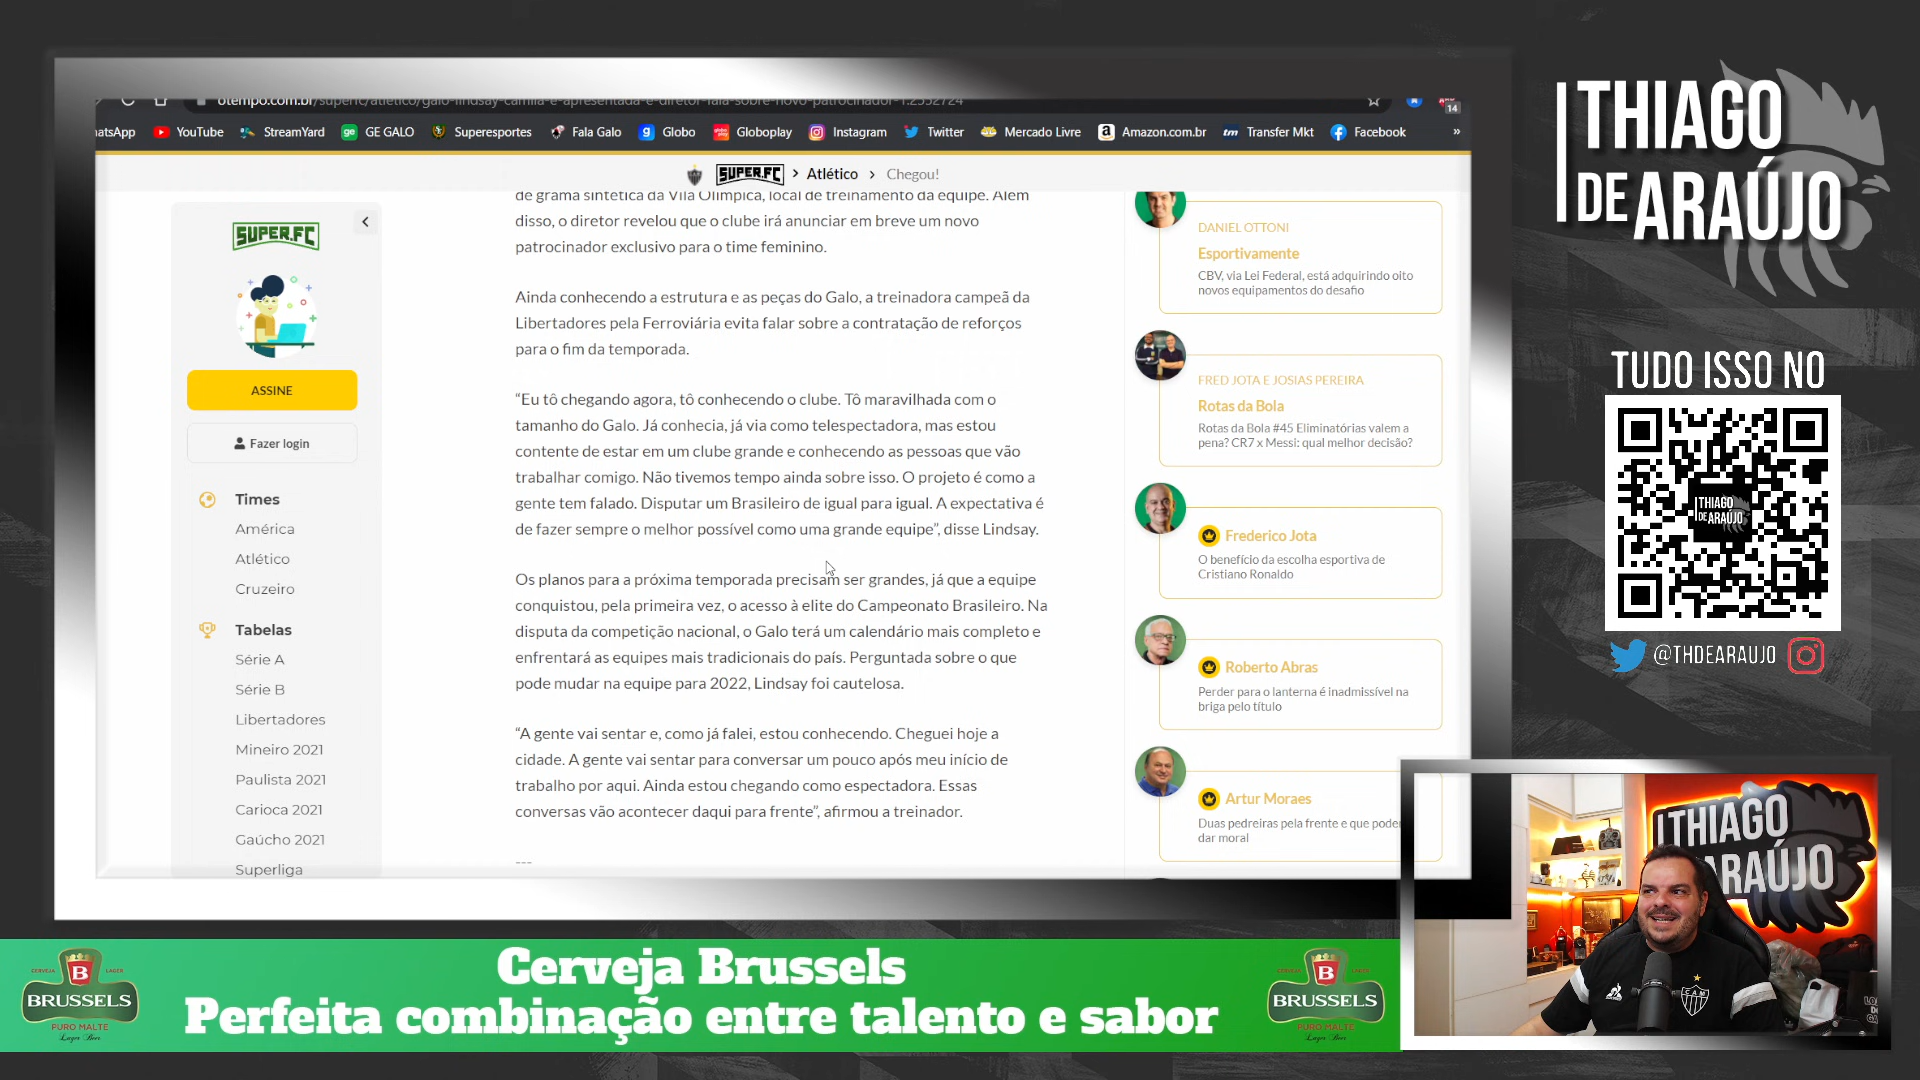 otempo.com.br/superfc/atletico/galo-lindsay-camila-e-apresentada-e-diretor-fala-sobre-novo-patrocinador-1.2532724
14
atsApp
YouTube
StreamYard
GE GALO
Superesportes
Fala Galo
Globo
Globoplay
Instagram
Twitter
Mercado Livre
Amazon.com.br
Transfer Mkt
Facebook
»
SUPER.FC > Atlético > Chegou!
SUPER.FC
ASSINE
Fazer login
Times
América
Atlético
Cruzeiro
Tabelas
Série A
Série B
Libertadores
Mineiro 2021
Paulista 2021
Carioca 2021
Gaúcho 2021
Superliga
de grama sintética da Vila Olímpica, local de treinamento da equipe. Além
disso, o diretor revelou que o clube irá anunciar em breve um novo
patrocinador exclusivo para o time feminino.
Ainda conhecendo a estrutura e as peças do Galo, a treinadora campeã da
Libertadores pela Ferroviária evita falar sobre a contratação de reforços
para o fim da temporada.
“Eu tô chegando agora, tô conhecendo o clube. Tô maravilhada com o
tamanho do Galo. Já conhecia, já via como telespectadora, mas estou
contente de estar em um clube grande e conhecendo as pessoas que vão
trabalhar comigo. Não tivemos tempo ainda sobre isso. O projeto é como a
gente tem falado. Disputar um Brasileiro de igual para igual. A expectativa é
de fazer sempre o melhor possível como uma grande equipe”, disse Lindsay.
Os planos para a próxima temporada precisam ser grandes, já que a equipe
conquistou, pela primeira vez, o acesso à elite do Campeonato Brasileiro. Na
disputa da competição nacional, o Galo terá um calendário mais completo e
enfrentará as equipes mais tradicionais do país. Perguntada sobre o que
pode mudar na equipe para 2022, Lindsay foi cautelosa.
“A gente vai sentar e, como já falei, estou conhecendo. Cheguei hoje a
cidade. A gente vai sentar para conversar um pouco após meu início de
trabalho por aqui. Ainda estou chegando como espectadora. Essas
conversas vão acontecer daqui para frente”, afirmou a treinador.
---
DANIEL OTTONI
Esportivamente
CBV, via Lei Federal, está adquirindo oito
novos equipamentos do desafio
FRED JOTA E JOSIAS PEREIRA
Rotas da Bola
Rotas da Bola #45 Eliminatórias valem a
pena? CR7 x Messi: qual melhor decisão?
Frederico Jota
O benefício da escolha esportiva de
Cristiano Ronaldo
Roberto Abras
Perder para o lanterna é inadmissível na
briga pelo título
Artur Moraes
Duas pedreiras pela frente e que poder
dar moral
THIAGO
DE ARAÚJO
TUDO ISSO NO
THIAGO
DE ARAÚJO
@THDEARAUJO
THIAGO
ARAÚJO
CAM
CERVEJA LAGER
B
BRUSSELS
PURO MALTE
Lager Beer
Cerveja Brussels
Perfeita combinação entre talento e sabor
CERVEJA LAGER
B
BRUSSELS
PURO MALTE
Lager Beer